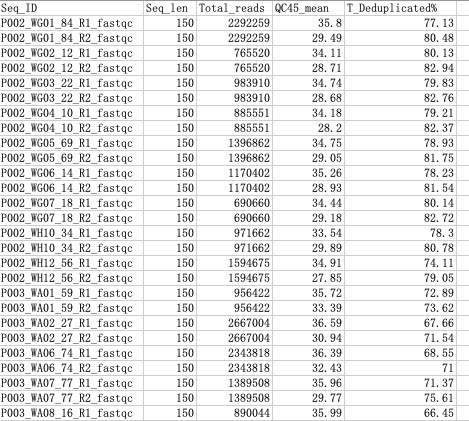 Seq_ID Seq_len Total_reads QC45_mean T_Deduplicated%
P002_WG01_84_R1_fastqc 150 2292259 35.8 77.13
P002_WG01_84_R2_fastqc 150 2292259 29.49 80.48
P002_WG02_12_R1_fastqc 150 765520 34.11 80.13
P002_WG02_12_R2_fastqc 150 765520 28.71 82.94
P002_WG03_22_R1_fastqc 150 983910 34.74 79.83
P002_WG03_22_R2_fastqc 150 983910 28.68 82.76
P002_WG04_10_R1_fastqc 150 885551 34.18 79.21
P002_WG04_10_R2_fastqc 150 885551 28.2 82.37
P002_WG05_69_R1_fastqc 150 1396862 34.75 78.93
P002_WG05_69_R2_fastqc 150 1396862 29.05 81.75
P002_WG06_14_R1_fastqc 150 1170402 35.26 78.23
P002_WG06_14_R2_fastqc 150 1170402 28.93 81.54
P002_WG07_18_R1_fastqc 150 690660 34.44 80.14
P002_WG07_18_R2_fastqc 150 690660 29.18 82.72
P002_WH10_34_R1_fastqc 150 971662 33.54 78.3
P002_WH10_34_R2_fastqc 150 971662 29.89 80.78
P002_WH12_56_R1_fastqc 150 1594675 34.91 74.11
P002_WH12_56_R2_fastqc 150 1594675 27.85 79.05
P003_WA01_59_R1_fastqc 150 956422 35.72 72.89
P003_WA01_59_R2_fastqc 150 956422 33.39 73.62
P003_WA02_27_R1_fastqc 150 2667004 36.59 67.66
P003_WA02_27_R2_fastqc 150 2667004 30.94 71.54
P003_WA06_74_R1_fastqc 150 2343818 36.39 68.55
P003_WA06_74_R2_fastqc 150 2343818 32.43 71
P003_WA07_77_R1_fastqc 150 1389508 35.96 71.37
P003_WA07_77_R2_fastqc 150 1389508 29.77 75.61
P003_WA08_16_R1_fastqc 150 890044 35.99 66.45